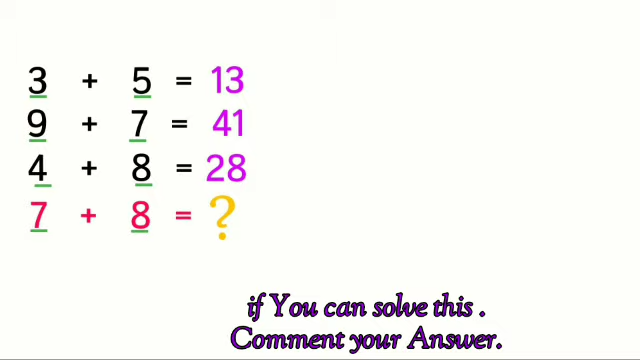 3 + 5 = 13
9 + 7 = 41
4 + 8 = 28
7 + 8 = ?
if You can solve this .
Comment your Answer.